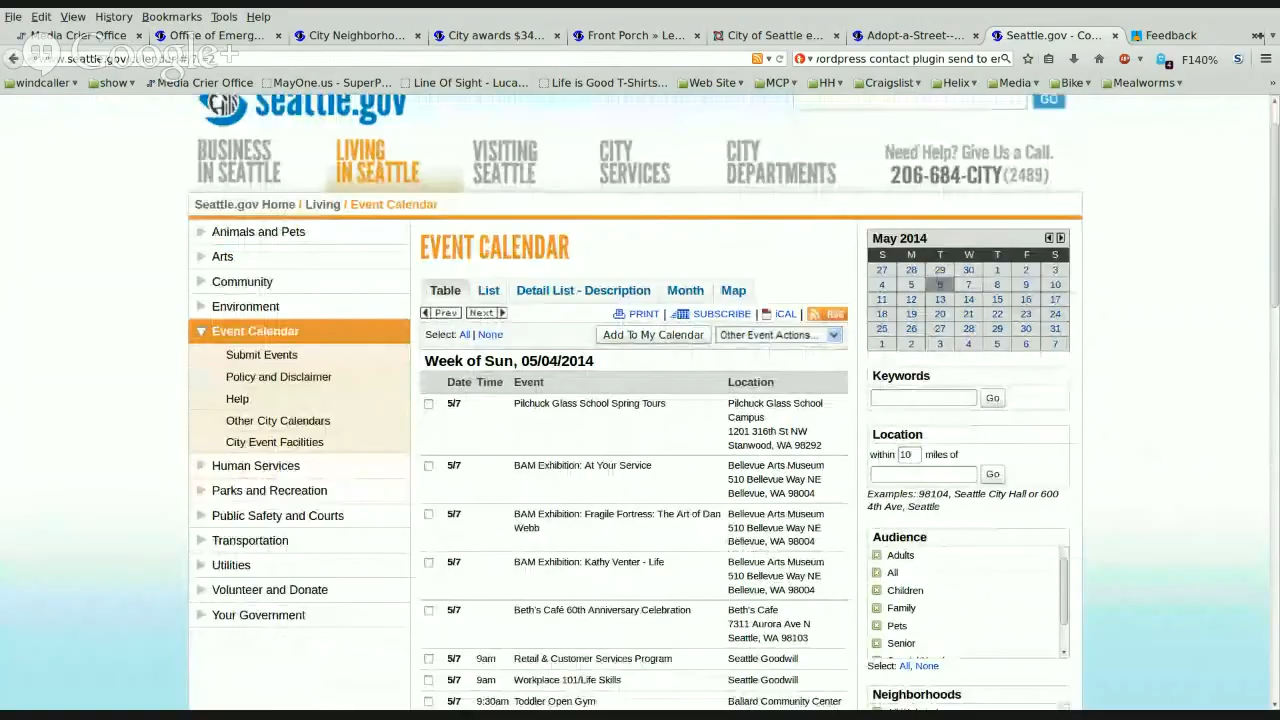 File Edit View History Bookmarks Tools Help
Media Crier Office × Office of Emerg... × City Neighborho... × City awards $34... × Front Porch » Le... × City of Seattle e... × Adopt-a-Street--... × Seattle.gov - Co... × Feedback
Google+
www.seattle.gov/calendar
ordpress contact plugin send to er
F140%
windcaller show Media Crier Office MayOne.us - SuperP... Line Of Sight - Luca... Life is Good T-Shirts... Web Site MCP HH Craigslist Helix Media Bike Mealworms
Seattle.gov
GO
BUSINESS IN SEATTLE
LIVING IN SEATTLE
VISITING SEATTLE
CITY SERVICES
CITY DEPARTMENTS
Need Help? Give Us a Call.
206-684-CITY (2489)
Seattle.gov Home / Living / Event Calendar
Animals and Pets
Arts
Community
Environment
Event Calendar
Submit Events
Policy and Disclaimer
Help
Other City Calendars
City Event Facilities
Human Services
Parks and Recreation
Public Safety and Courts
Transportation
Utilities
Volunteer and Donate
Your Government
EVENT CALENDAR
Table List Detail List - Description Month Map
Prev Next PRINT | SUBSCRIBE | iCAL | RSS
Select: All | None Add To My Calendar Other Event Actions...
Week of Sun, 05/04/2014
Date Time Event Location
5/7 Pilchuck Glass School Spring Tours Pilchuck Glass School
Campus
1201 316th St NW
Stanwood, WA 98292
5/7 BAM Exhibition: At Your Service Bellevue Arts Museum
510 Bellevue Way NE
Bellevue, WA 98004
5/7 BAM Exhibition: Fragile Fortress: The Art of Dan Bellevue Arts Museum
Webb 510 Bellevue Way NE
Bellevue, WA 98004
5/7 BAM Exhibition: Kathy Venter - Life Bellevue Arts Museum
510 Bellevue Way NE
Bellevue, WA 98004
5/7 Beth's Café 60th Anniversary Celebration Beth's Cafe
7311 Aurora Ave N
Seattle, WA 98103
5/7 9am Retail & Customer Services Program Seattle Goodwill
5/7 9am Workplace 101/Life Skills Seattle Goodwill
5/7 9:30am Toddler Open Gym Ballard Community Center
May 2014
S M T W T F S
27 28 29 30 1 2 3
4 5 6 7 8 9 10
11 12 13 14 15 16 17
18 19 20 21 22 23 24
25 26 27 28 29 30 31
1 2 3 4 5 6 7
Keywords
Go
Location
within 10 miles of
Go
Examples: 98104, Seattle City Hall or 600
4th Ave, Seattle
Audience
Adults
All
Children
Family
Pets
Senior
Select: All, None
Neighborhoods